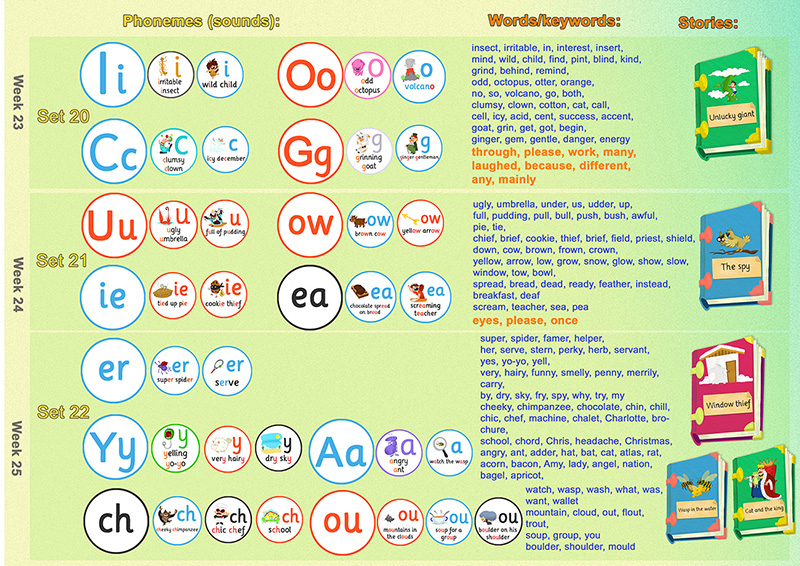 Phonemes (sounds):
Words/keywords:
Stories:
Week 23
Set 20
Ii
i
irritable
insect
i
wild child
Oo
o
odd
octopus
o
volcano
Cc
c
clumsy
clown
c
icy december
Gg
g
grinning
goat
g
ginger gentleman
insect, irritable, in, interest, insert,
mind, wild, child, find, pint, blind, kind,
grind, behind, remind,
odd, octopus, otter, orange,
no, so, volcano, go, both,
clumsy, clown, cotton, cat, call,
cell, icy, acid, cent, success, accent,
goat, grin, get, got, begin,
ginger, gem, gentle, danger, energy
through, please, work, many,
laughed, because, different,
any, mainly
Unlucky giant
Week 24
Set 21
Uu
u
ugly
umbrella
u
full of pudding
ow
ow
brown cow
ow
yellow arrow
ie
ie
tied up pie
ie
cookie thief
ea
ea
chocolate spread
on bread
ea
screaming
teacher
ugly, umbrella, under, us, udder, up,
full, pudding, pull, bull, push, bush, awful,
pie, tie,
chief, brief, cookie, thief, brief, field, priest, shield,
down, cow, brown, frown, crown,
yellow, arrow, low, grow, snow, glow, show, slow,
window, tow, bowl,
spread, bread, dead, ready, feather, instead,
breakfast, deaf
scream, teacher, sea, pea
eyes, please, once
The spy
Week 25
Set 22
er
er
super spider
er
serve
Yy
y
yelling
yo-yo
y
very hairy
y
dry sky
Aa
a
angry
ant
a
watch the wasp
ch
ch
cheeky chimpanzee
ch
chic chef
ch
school
ou
ou
mountains in
the clouds
ou
soup for a
group
ou
boulder on his
shoulder
super, spider, famer, helper,
her, serve, stern, perky, herb, servant,
yes, yo-yo, yell,
very, hairy, funny, smelly, penny, merrily,
carry,
by, dry, sky, fry, spy, why, try, my
cheeky, chimpanzee, chocolate, chin, chill,
chic, chef, machine, chalet, Charlotte, bro-
chure,
school, chord, Chris, headache, Christmas,
angry, ant, adder, hat, bat, cat, atlas, rat,
acorn, bacon, Amy, lady, angel, nation,
bagel, apricot,
watch, wasp, wash, what, was,
want, wallet
mountain, cloud, out, flout,
trout,
soup, group, you
boulder, shoulder, mould
Window thief
Wasp in the wallet
Cat and the king